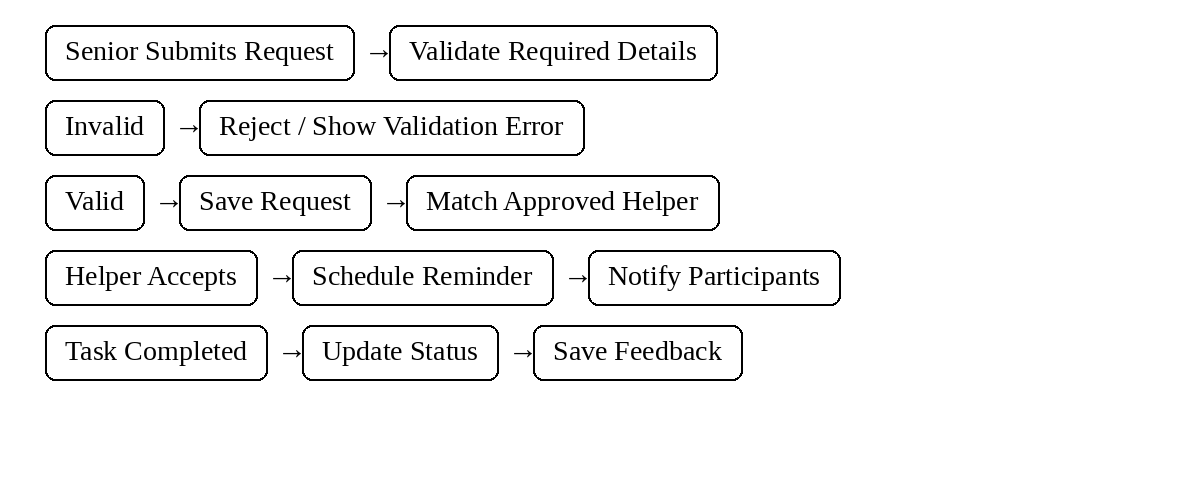 Senior Submits Request → Validate Required Details
Invalid → Reject / Show Validation Error
Valid → Save Request → Match Approved Helper
Helper Accepts → Schedule Reminder → Notify Participants
Task Completed → Update Status → Save Feedback